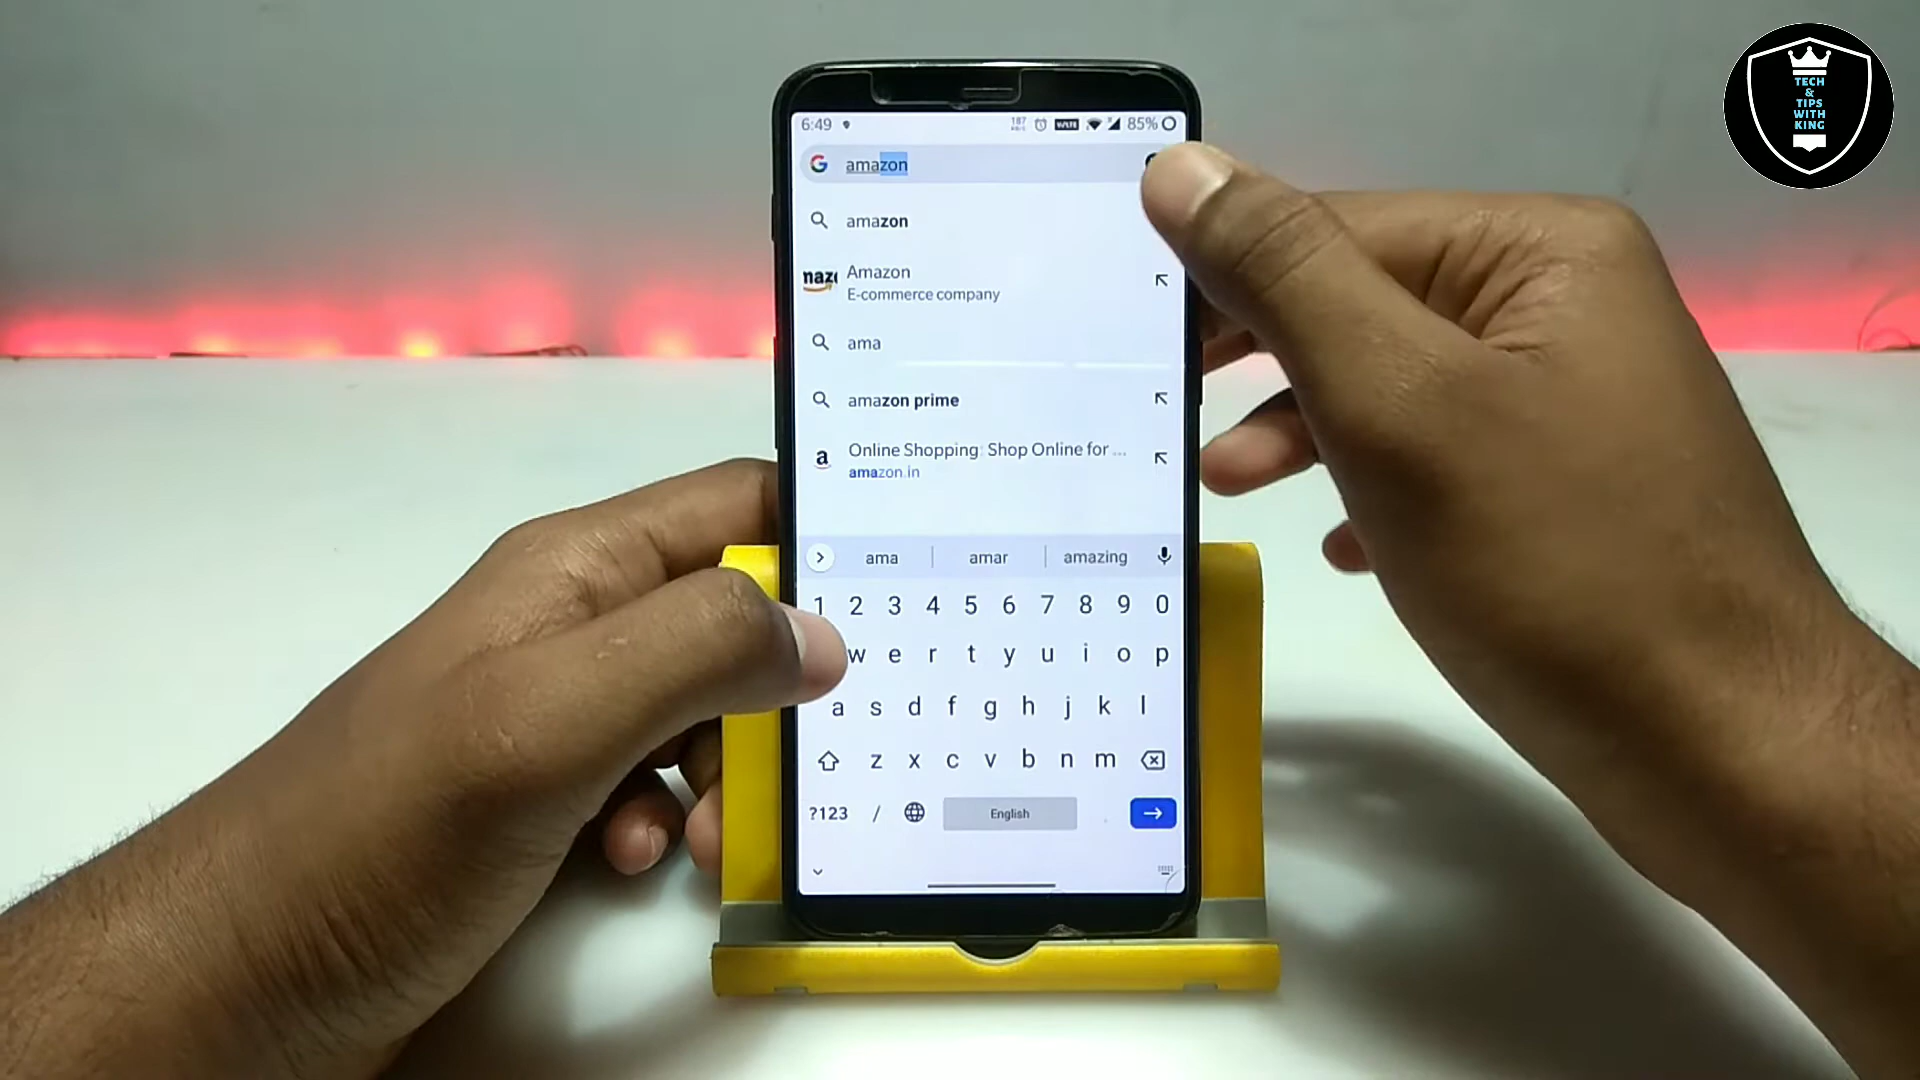 TECH
&
TIPS
WITH
KING
6:49
187
85%
amazon
amazon
Amazon
E-commerce company
ama
amazon prime
Online Shopping: Shop Online for ...
a
amazon.in
ama amar amazing
1 2 3 4 5 6 7 8 9 0
w e r t y u i o p
a s d f g h j k l
z x c v b n m
?123 / English .